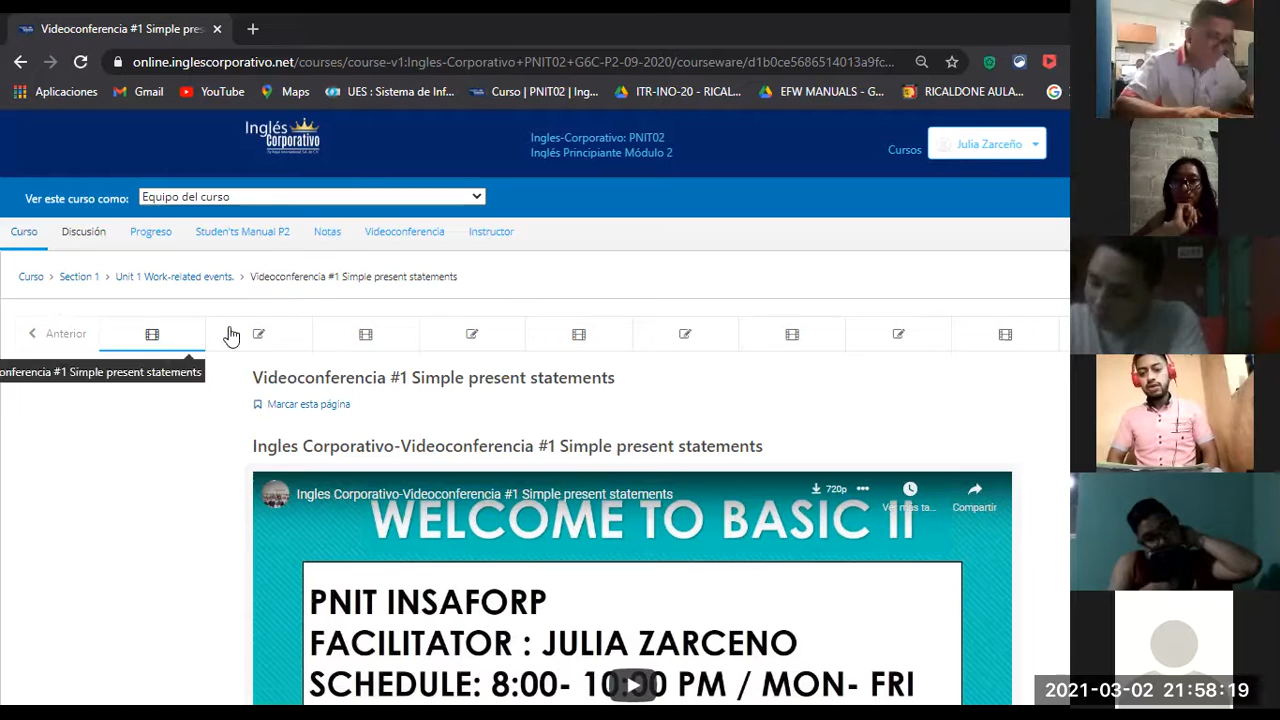 Videoconferencia #1 Simple pres
online.inglescorporativo.net/courses/course-v1:Ingles-Corporativo+PNIT02+G6C-P2-09-2020/courseware/d1b0ce5686514013a9fc...
Aplicaciones Gmail YouTube Maps UES : Sistema de Inf... Curso | PNIT02 | Ing... ITR-INO-20 - RICAL... EFW MANUALS - G... RICALDONE AULA...
Inglés
Corporativo
Ingles-Corporativo: PNIT02
Inglés Principiante Módulo 2
Cursos
Julia Zarceño
Ver este curso como: Equipo del curso
Curso Discusión Progreso Studen'ts Manual P2 Notas Videoconferencia Instructor
Curso > Section 1 > Unit 1 Work-related events. > Videoconferencia #1 Simple present statements
Anterior
onferencia #1 Simple present statements
Videoconferencia #1 Simple present statements
Marcar esta página
Ingles Corporativo-Videoconferencia #1 Simple present statements
Ingles Corporativo-Videoconferencia #1 Simple present statements
720p
Ver más ta... Compartir
WELCOME TO BASIC II
PNIT INSAFORP
FACILITATOR : JULIA ZARCENO
SCHEDULE: 8:00- 10:00 PM / MON- FRI
2021-03-02 21:58:19